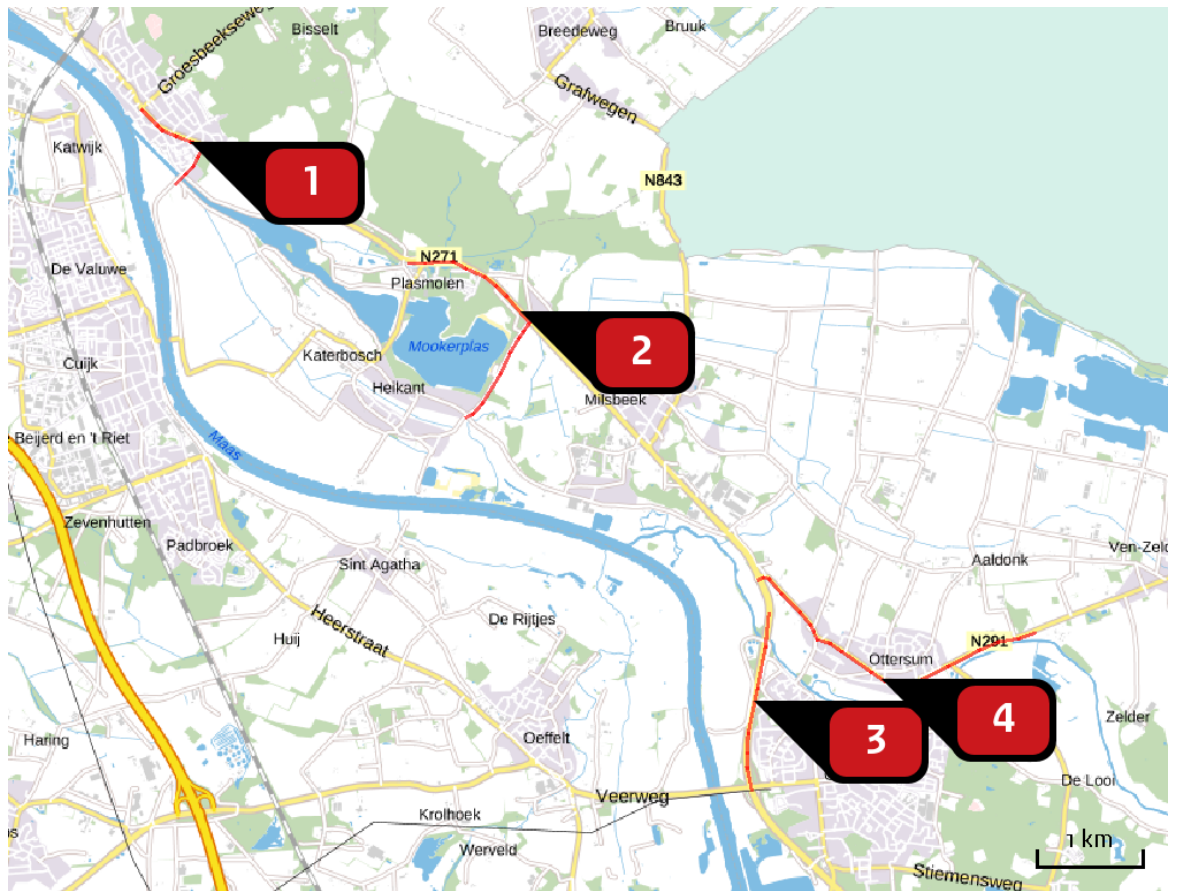 Groesbeekseweg
Bisselt
Breedeweg
Bruuk
Grafwegen
Katwijk
1
N843
De Valuwe
N271
Plasmolen
Mookerplas
2
Katerbosch
Cuijk
Heikant
Milsbeek
Beijerd en 't Riet
Maas
Zevenhutten
Padbroek
Sint Agatha
Aaldonk
Ven-Zeld
Heerstraat
De Rijtjes
Huij
N291
Ottersum
Zelder
4
3
Haring
Oeffelt
De Looi
Veerweg
Krolhoek
Werveld
1 km
Stiemensweg